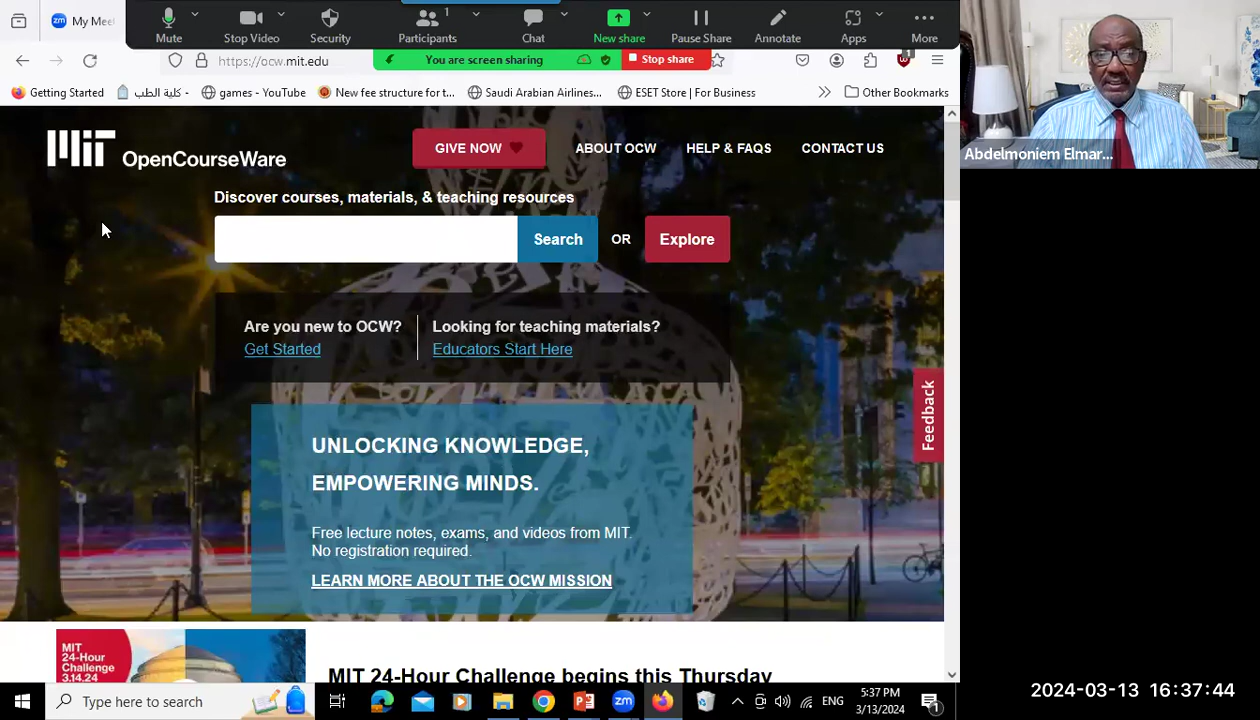 zm My Mee
Mute
Stop Video
Security
Participants
1
Chat
New share
Pause Share
Annotate
Apps
More
https://ocw.mit.edu
You are screen sharing
Stop share
1
Getting Started
كلية الطب -
games - YouTube
New fee structure for t...
Saudi Arabian Airlines...
ESET Store | For Business
Other Bookmarks
Abdelmoniem Elmar...
MIT OpenCourseWare
GIVE NOW
ABOUT OCW
HELP & FAQS
CONTACT US
Discover courses, materials, & teaching resources
Search
OR
Explore
Are you new to OCW?
Get Started
Looking for teaching materials?
Educators Start Here
Feedback
UNLOCKING KNOWLEDGE,
EMPOWERING MINDS.
Free lecture notes, exams, and videos from MIT.
No registration required.
LEARN MORE ABOUT THE OCW MISSION
MIT
24-Hour
Challenge
3.14.24
MIT 24-Hour Challenge begins this Thursday
Type here to search
zm
ENG
5:37 PM
3/13/2024
1
2024-03-13 16:37:44